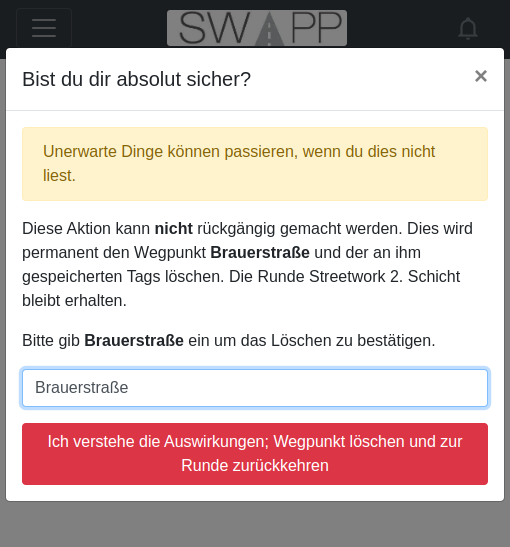 SWAPP
Bist du dir absolut sicher?
×
Unerwarte Dinge können passieren, wenn du dies nicht
liest.
Diese Aktion kann nicht rückgängig gemacht werden. Dies wird
permanent den Wegpunkt Brauerstraße und der an ihm
gespeicherten Tags löschen. Die Runde Streetwork 2. Schicht
bleibt erhalten.
Bitte gib Brauerstraße ein um das Löschen zu bestätigen.
Brauerstraße
Ich verstehe die Auswirkungen; Wegpunkt löschen und zur
Runde zurückkehren